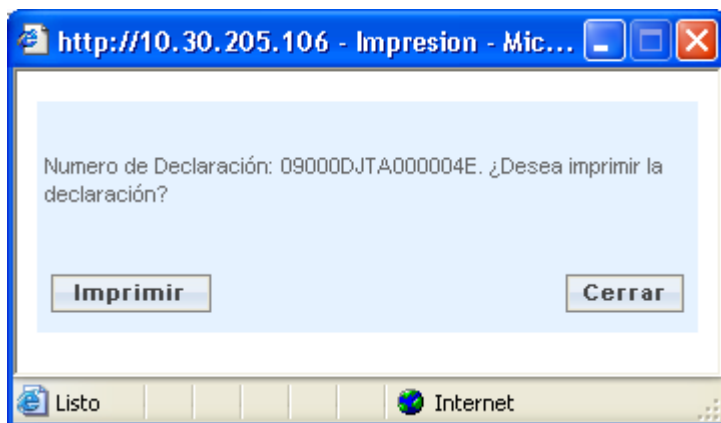 http://10.30.205.106 - Impresion - Mic...
Numero de Declaración: 09000DJTA000004E. ¿Desea imprimir la
declaración?
Imprimir
Cerrar
Listo
Internet